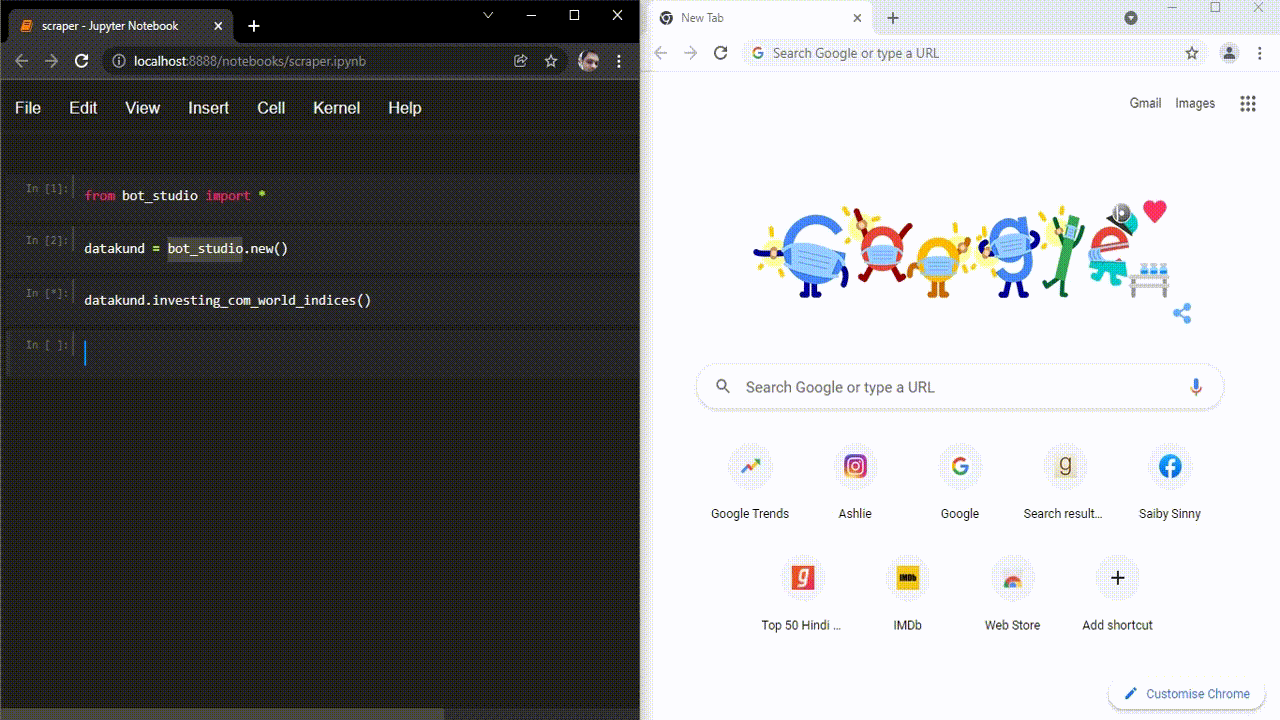 scraper - Jupyter Notebook
localhost:8888/notebooks/scraper.ipynb
File Edit View Insert Cell Kernel Help
In [1]: from bot_studio import *
In [2]: datakund = bot_studio.new()
In [*]: datakund.investing_com_world_indices()
In [ ]:
New Tab
Search Google or type a URL
Gmail Images
Google
Search Google or type a URL
Google Trends Ashlie Google Search result... Saiby Sinny
g
g
IMDb
Top 50 Hindi ... IMDb Web Store Add shortcut
Customise Chrome